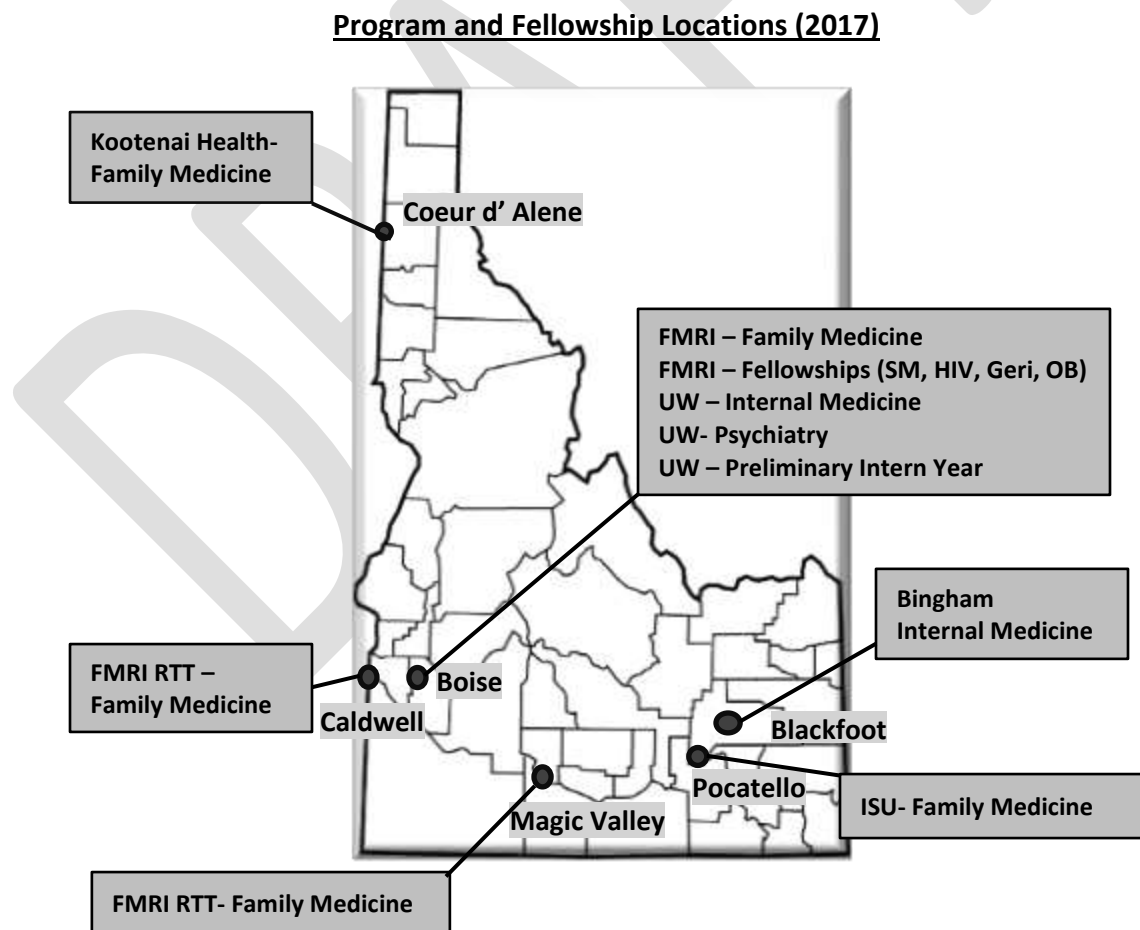 Program and Fellowship Locations (2017)
Kootenai Health-
Family Medicine
Coeur d' Alene
FMRI – Family Medicine
FMRI – Fellowships (SM, HIV, Geri, OB)
UW – Internal Medicine
UW- Psychiatry
UW – Preliminary Intern Year
Bingham
Internal Medicine
FMRI RTT –
Family Medicine
Boise
Caldwell
Blackfoot
Pocatello
ISU- Family Medicine
Magic Valley
FMRI RTT- Family Medicine